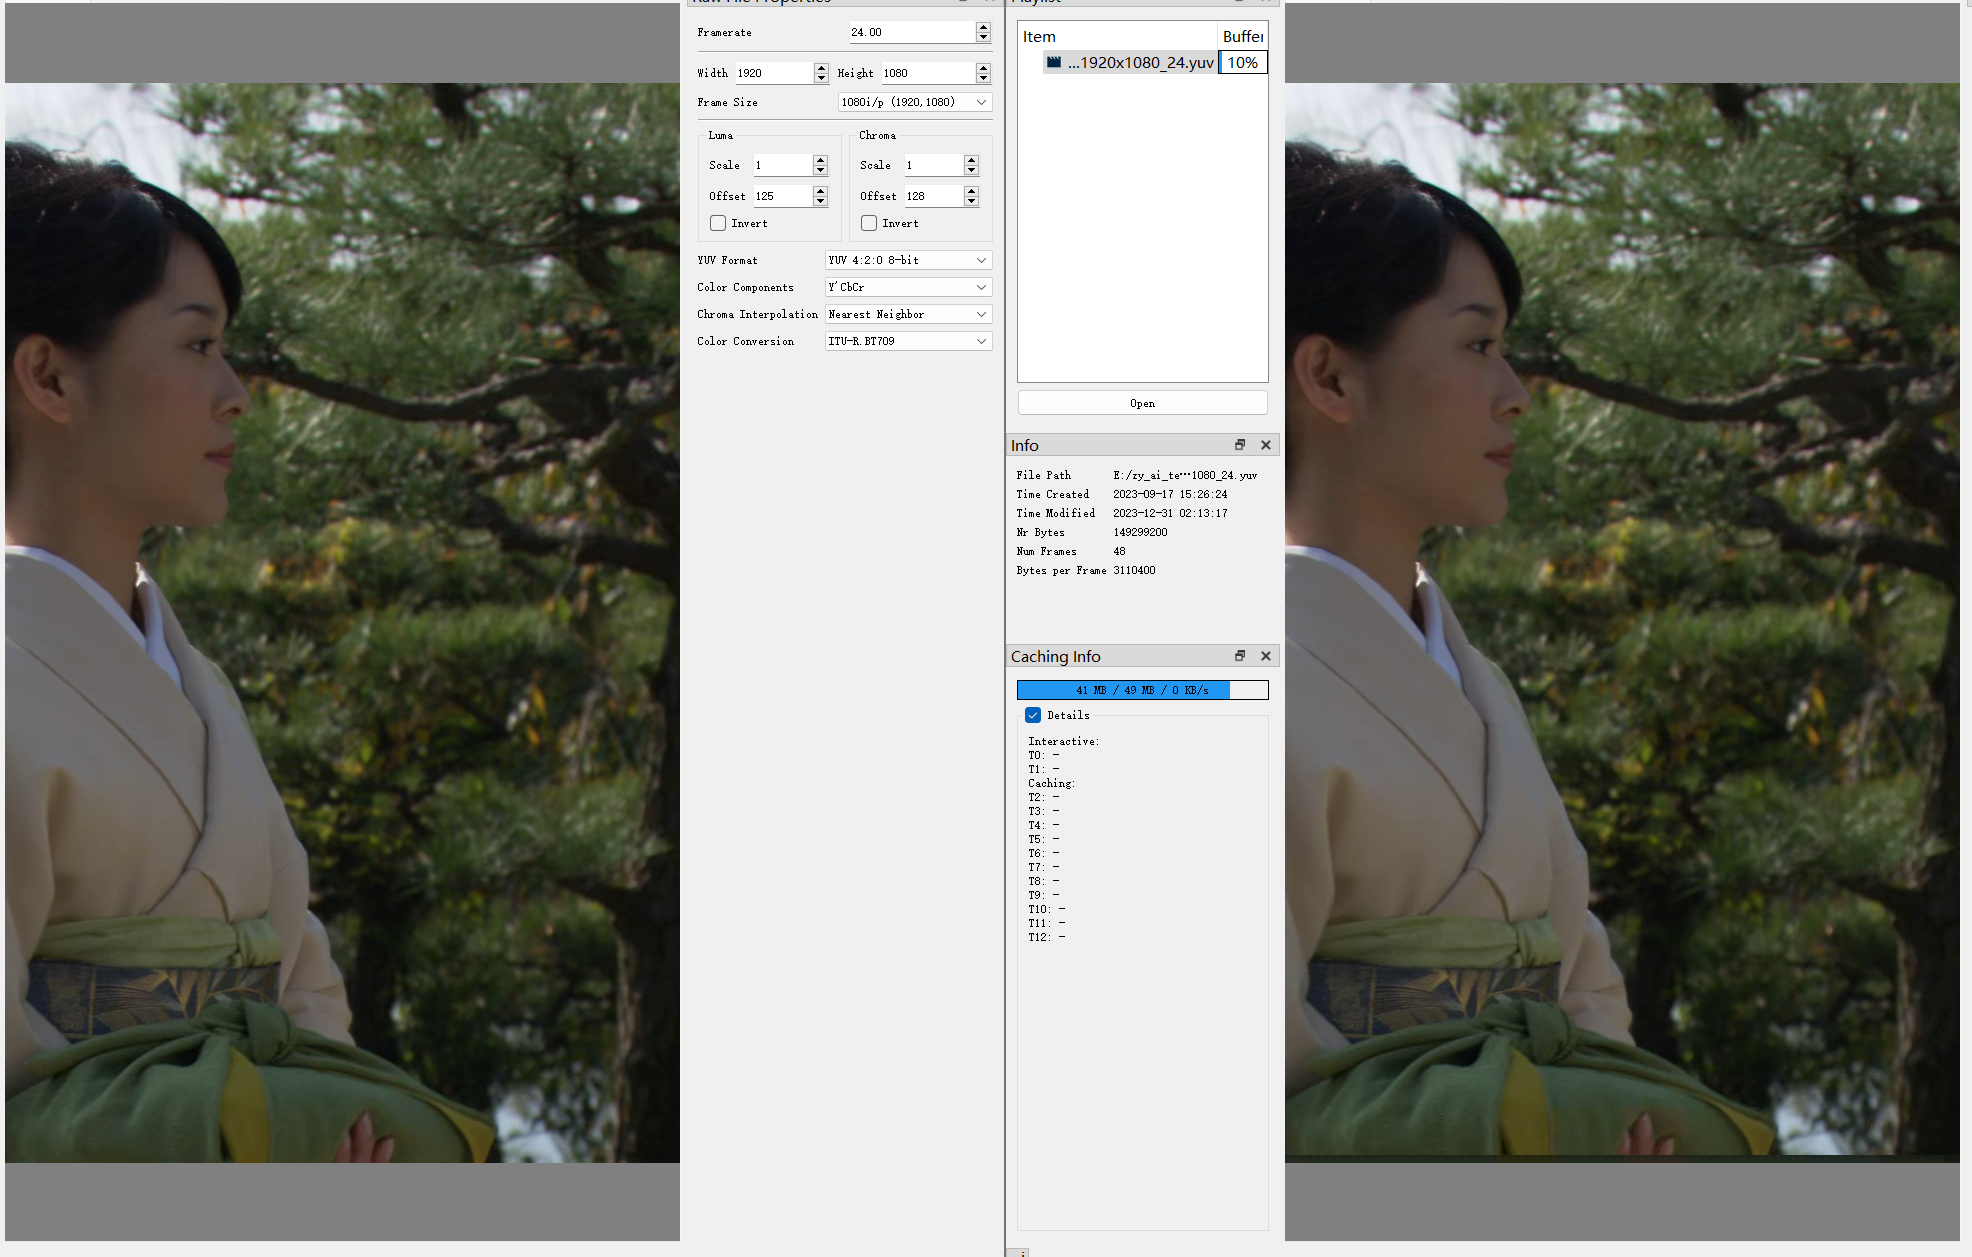 Raw File Properties
Framerate 24.00
Width 1920 Height 1080
Frame Size 1080i/p (1920,1080)
Luma
Scale 1
Offset 125
Invert
Chroma
Scale 1
Offset 128
Invert
YUV Format YUV 4:2:0 8-bit
Color Components Y'CbCr
Chroma Interpolation Nearest Neighbor
Color Conversion ITU-R.BT709
Playlist
Item Buffer
...1920x1080_24.yuv 10%
Open
Info
File Path E:/zy_ai_te…1080_24.yuv
Time Created 2023-09-17 15:26:24
Time Modified 2023-12-31 02:13:17
Nr Bytes 149299200
Num Frames 48
Bytes per Frame 3110400
Caching Info
41 MB / 49 MB / 0 KB/s
Details
Interactive:
T0: -
T1: -
Caching:
T2: -
T3: -
T4: -
T5: -
T6: -
T7: -
T8: -
T9: -
T10: -
T11: -
T12: -